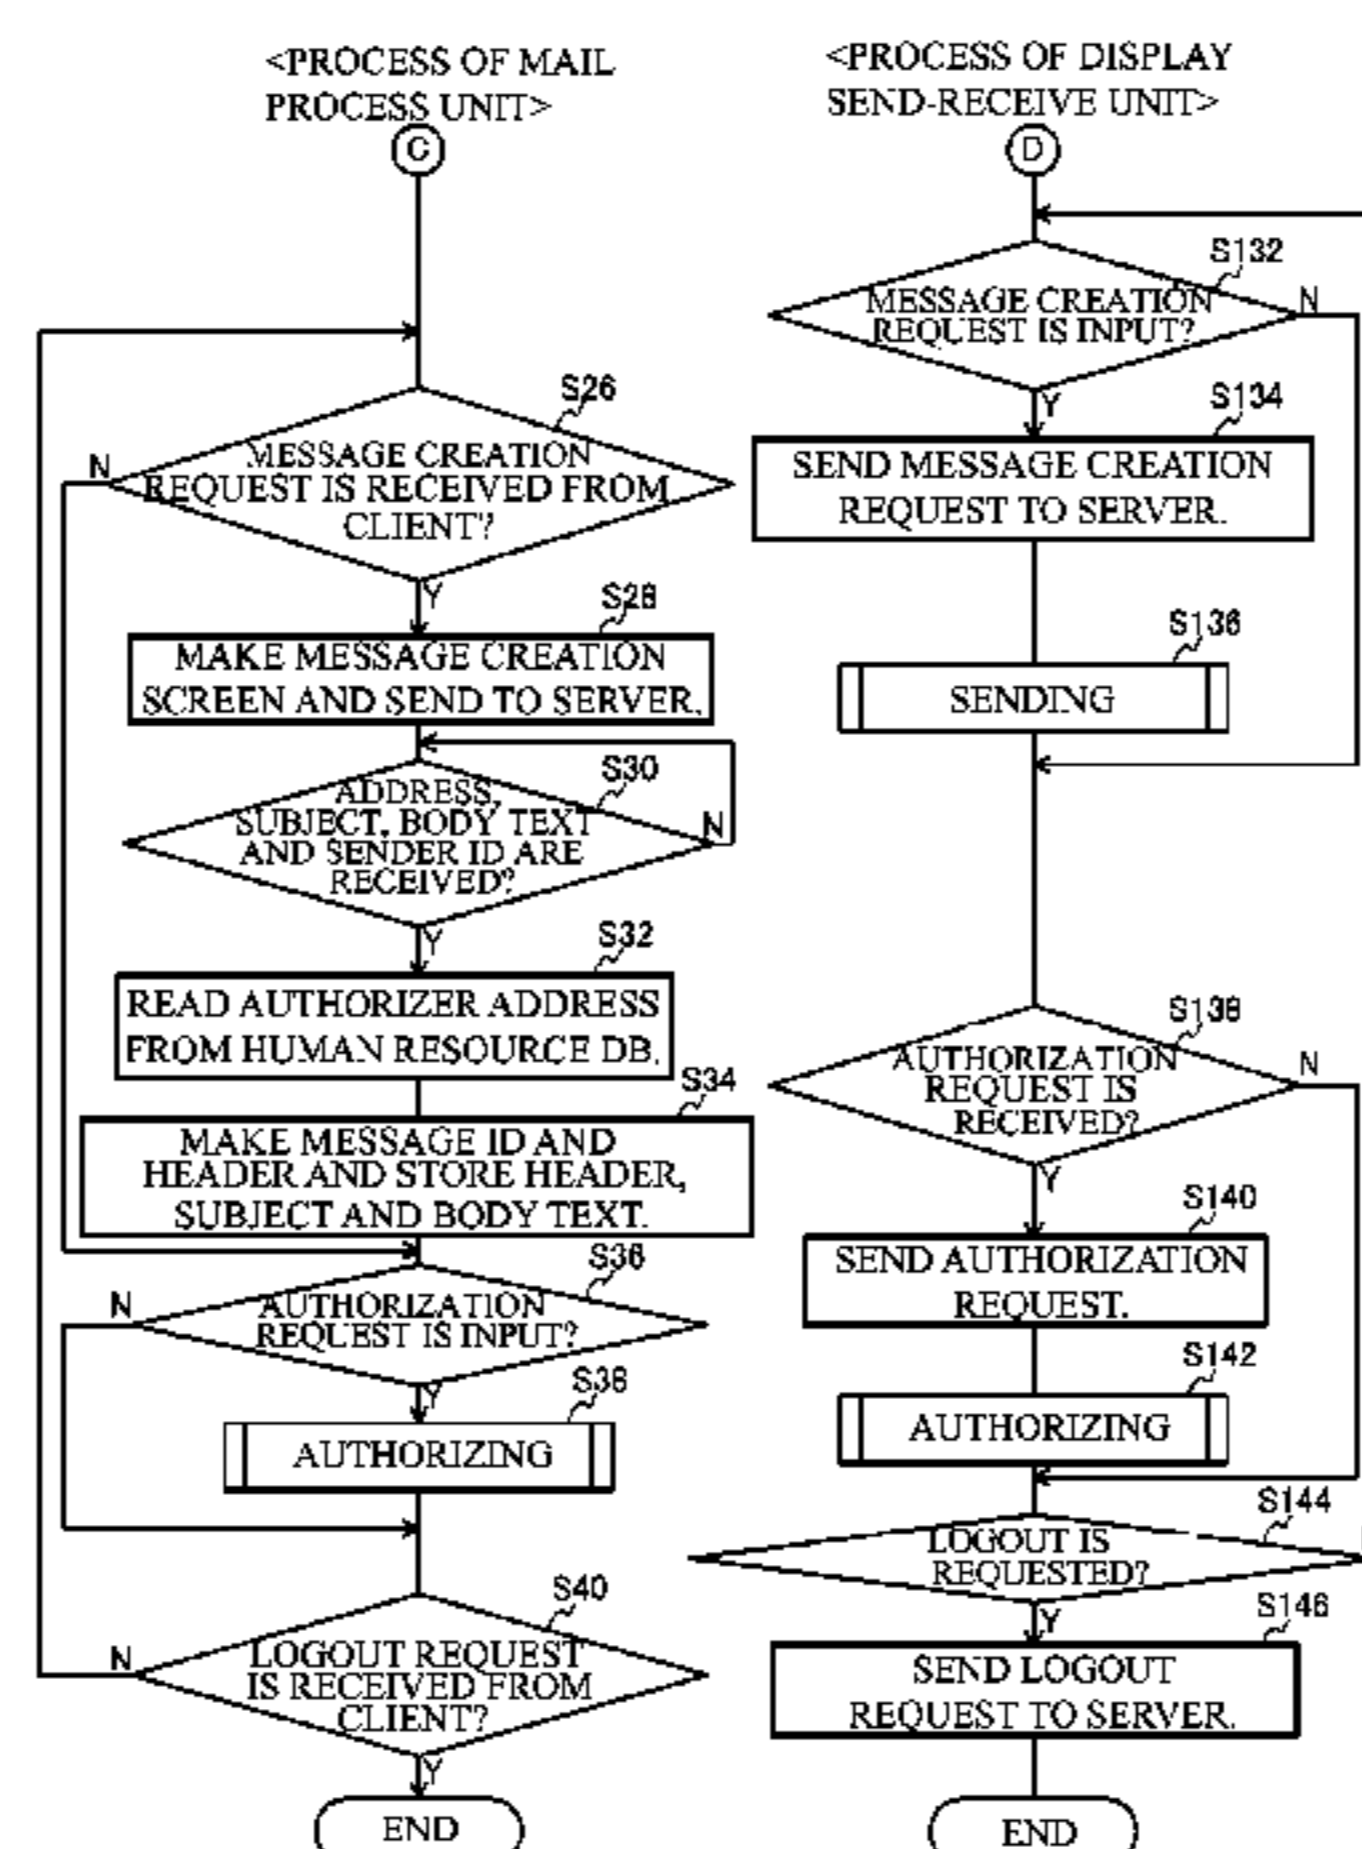 <PROCESS OF MAIL
PROCESS UNIT>
C
S26
MESSAGE CREATION
REQUEST IS RECEIVED FROM
CLIENT?
N
Y
S28
MAKE MESSAGE CREATION
SCREEN AND SEND TO SERVER.
S30
ADDRESS,
SUBJECT, BODY TEXT
AND SENDER ID ARE
RECEIVED?
N
Y
S32
READ AUTHORIZER ADDRESS
FROM HUMAN RESOURCE DB.
S34
MAKE MESSAGE ID AND
HEADER AND STORE HEADER,
SUBJECT AND BODY TEXT.
S36
AUTHORIZATION
REQUEST IS INPUT?
N
Y
S38
AUTHORIZING
S40
LOGOUT REQUEST
IS RECEIVED FROM
CLIENT?
N
Y
END
<PROCESS OF DISPLAY
SEND-RECEIVE UNIT>
D
S132
MESSAGE CREATION
REQUEST IS INPUT?
N
Y
S134
SEND MESSAGE CREATION
REQUEST TO SERVER.
S136
SENDING
S138
AUTHORIZATION
REQUEST IS
RECEIVED?
N
Y
S140
SEND AUTHORIZATION
REQUEST.
S142
AUTHORIZING
S144
LOGOUT IS
REQUESTED?
Y
S146
SEND LOGOUT
REQUEST TO SERVER.
END